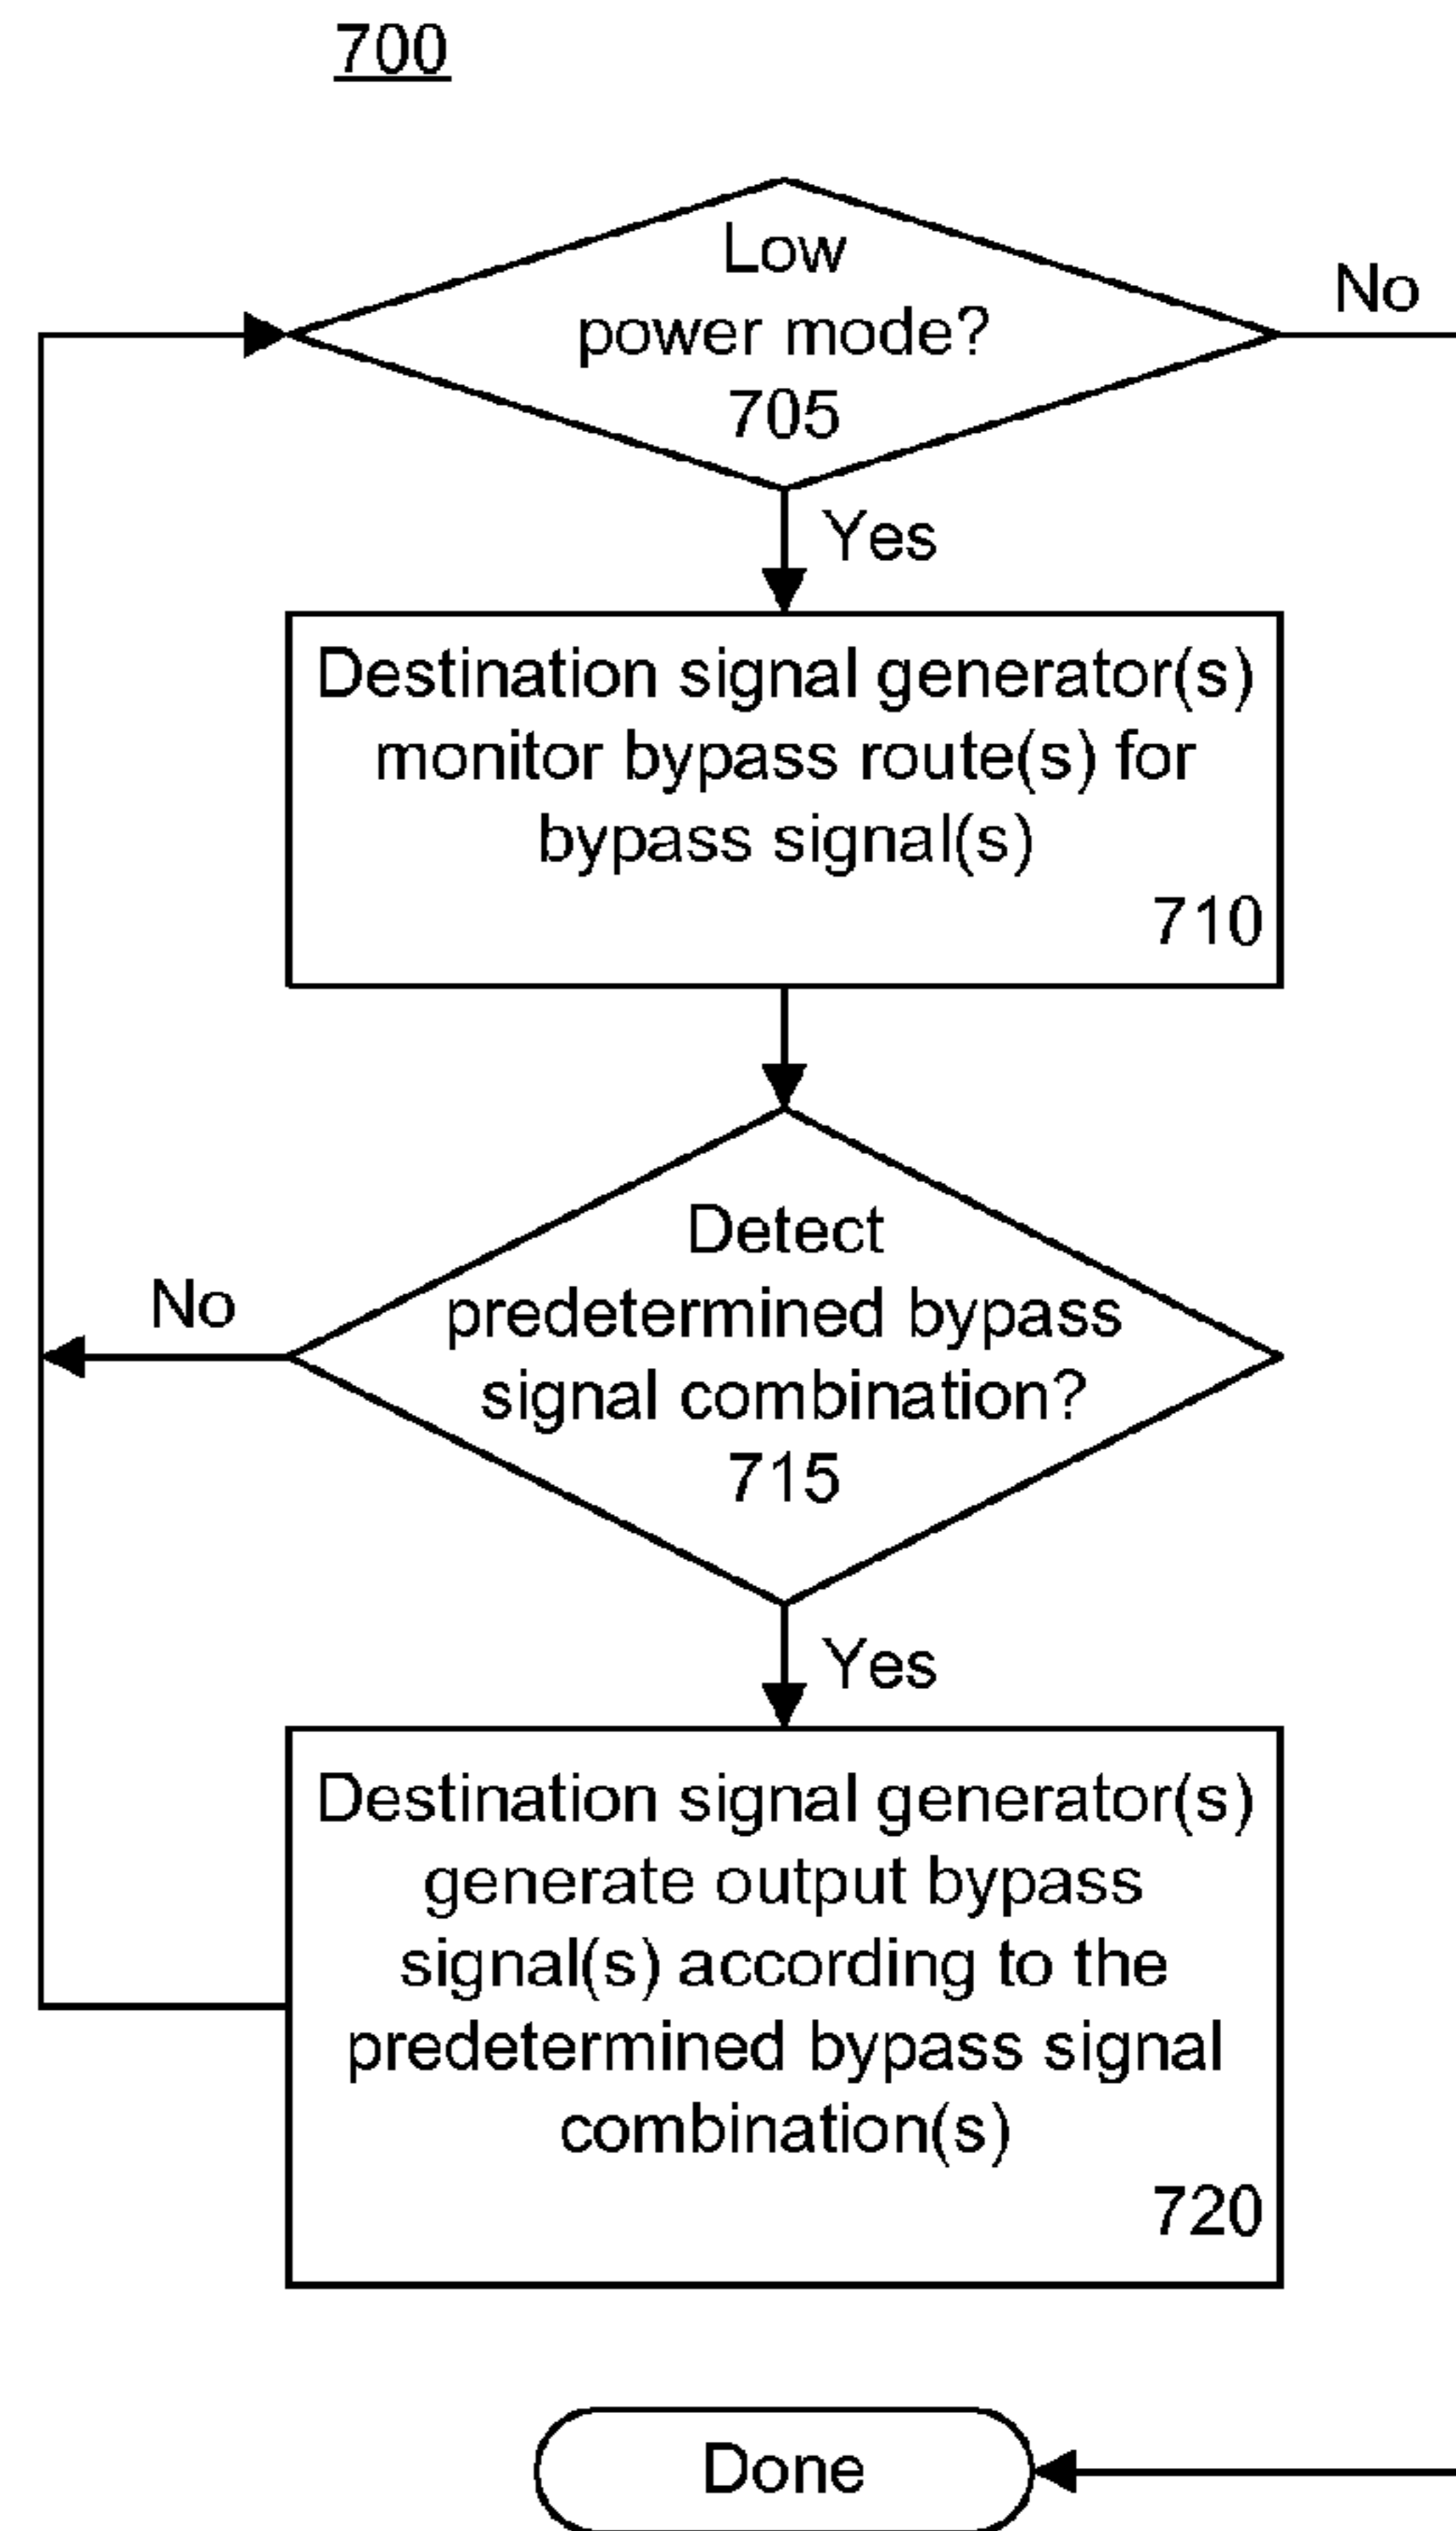 700
Low
power mode?
705
No
Yes
Destination signal generator(s)
monitor bypass route(s) for
bypass signal(s)
710
Detect
predetermined bypass
signal combination?
715
No
Yes
Destination signal generator(s)
generate output bypass
signal(s) according to the
predetermined bypass signal
combination(s)
720
Done